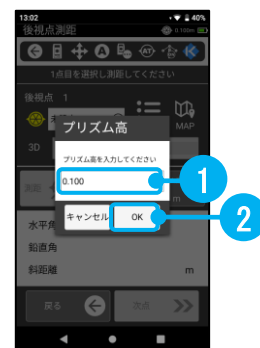 13:02 40%
後視点測距 0.100m
1点目を選択し測距してください
後視点 1
MAP
プリズム高
3D
プリズム高を入力してください
0.100
1
測距 m
キャンセル OK
2
水平角
鉛直角
斜距離 m
戻る 次点